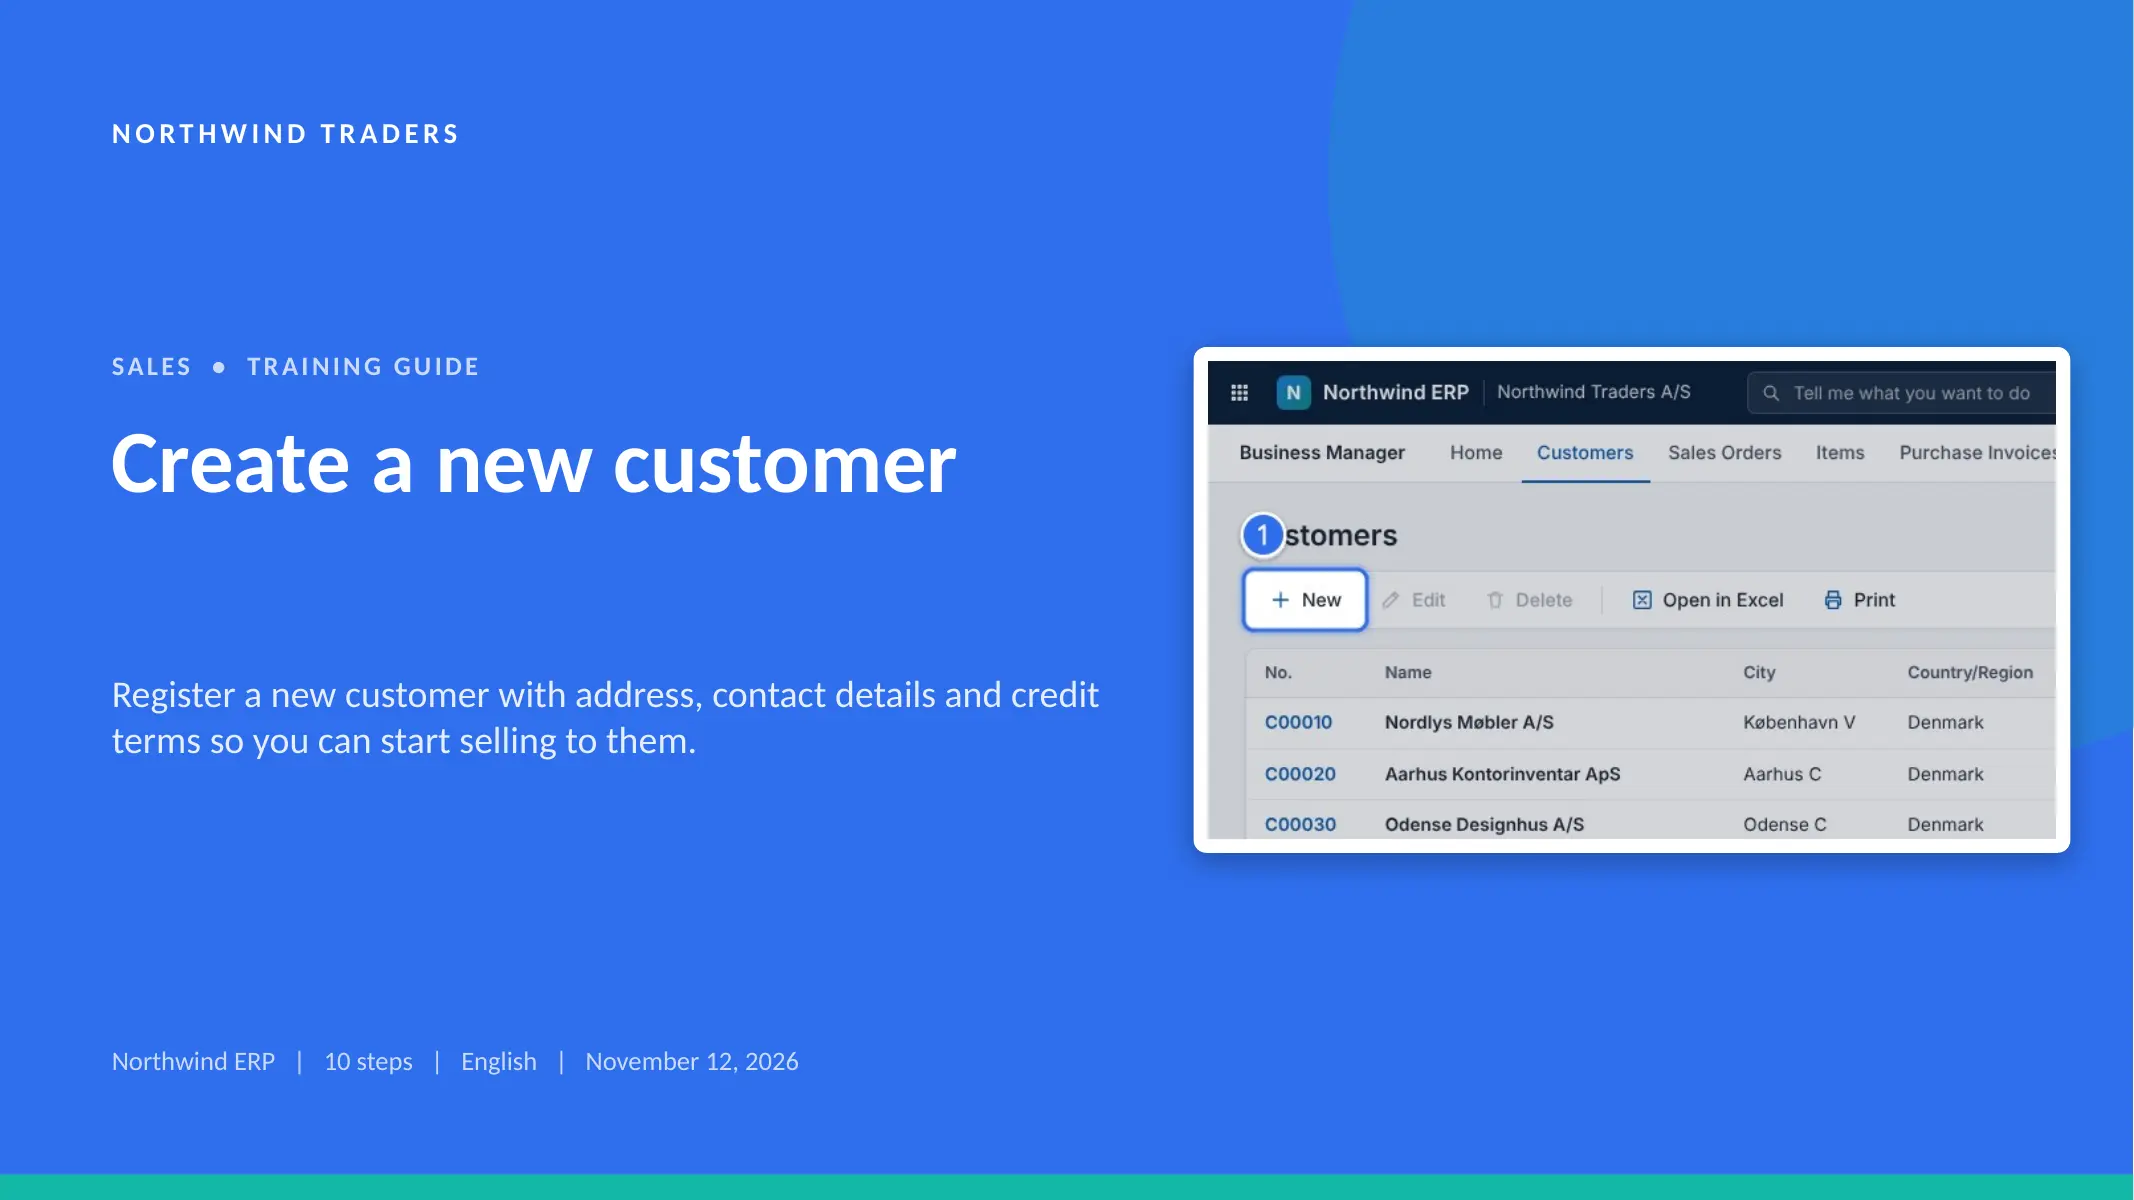 NORTHWIND TRADERS
SALES • TRAINING GUIDE
Create a new customer
Register a new customer with address, contact details and credit
terms so you can start selling to them.
Northwind ERP | 10 steps | English | November 12, 2026
N Northwind ERP | Northwind Traders A/S Tell me what you want to do
Business Manager Home Customers Sales Orders Items Purchase Invoices
1 stomers
+ New Edit Delete Open in Excel Print
No. Name City Country/Region
C00010 Nordlys Møbler A/S København V Denmark
C00020 Aarhus Kontorinventar ApS Aarhus C Denmark
C00030 Odense Designhus A/S Odense C Denmark